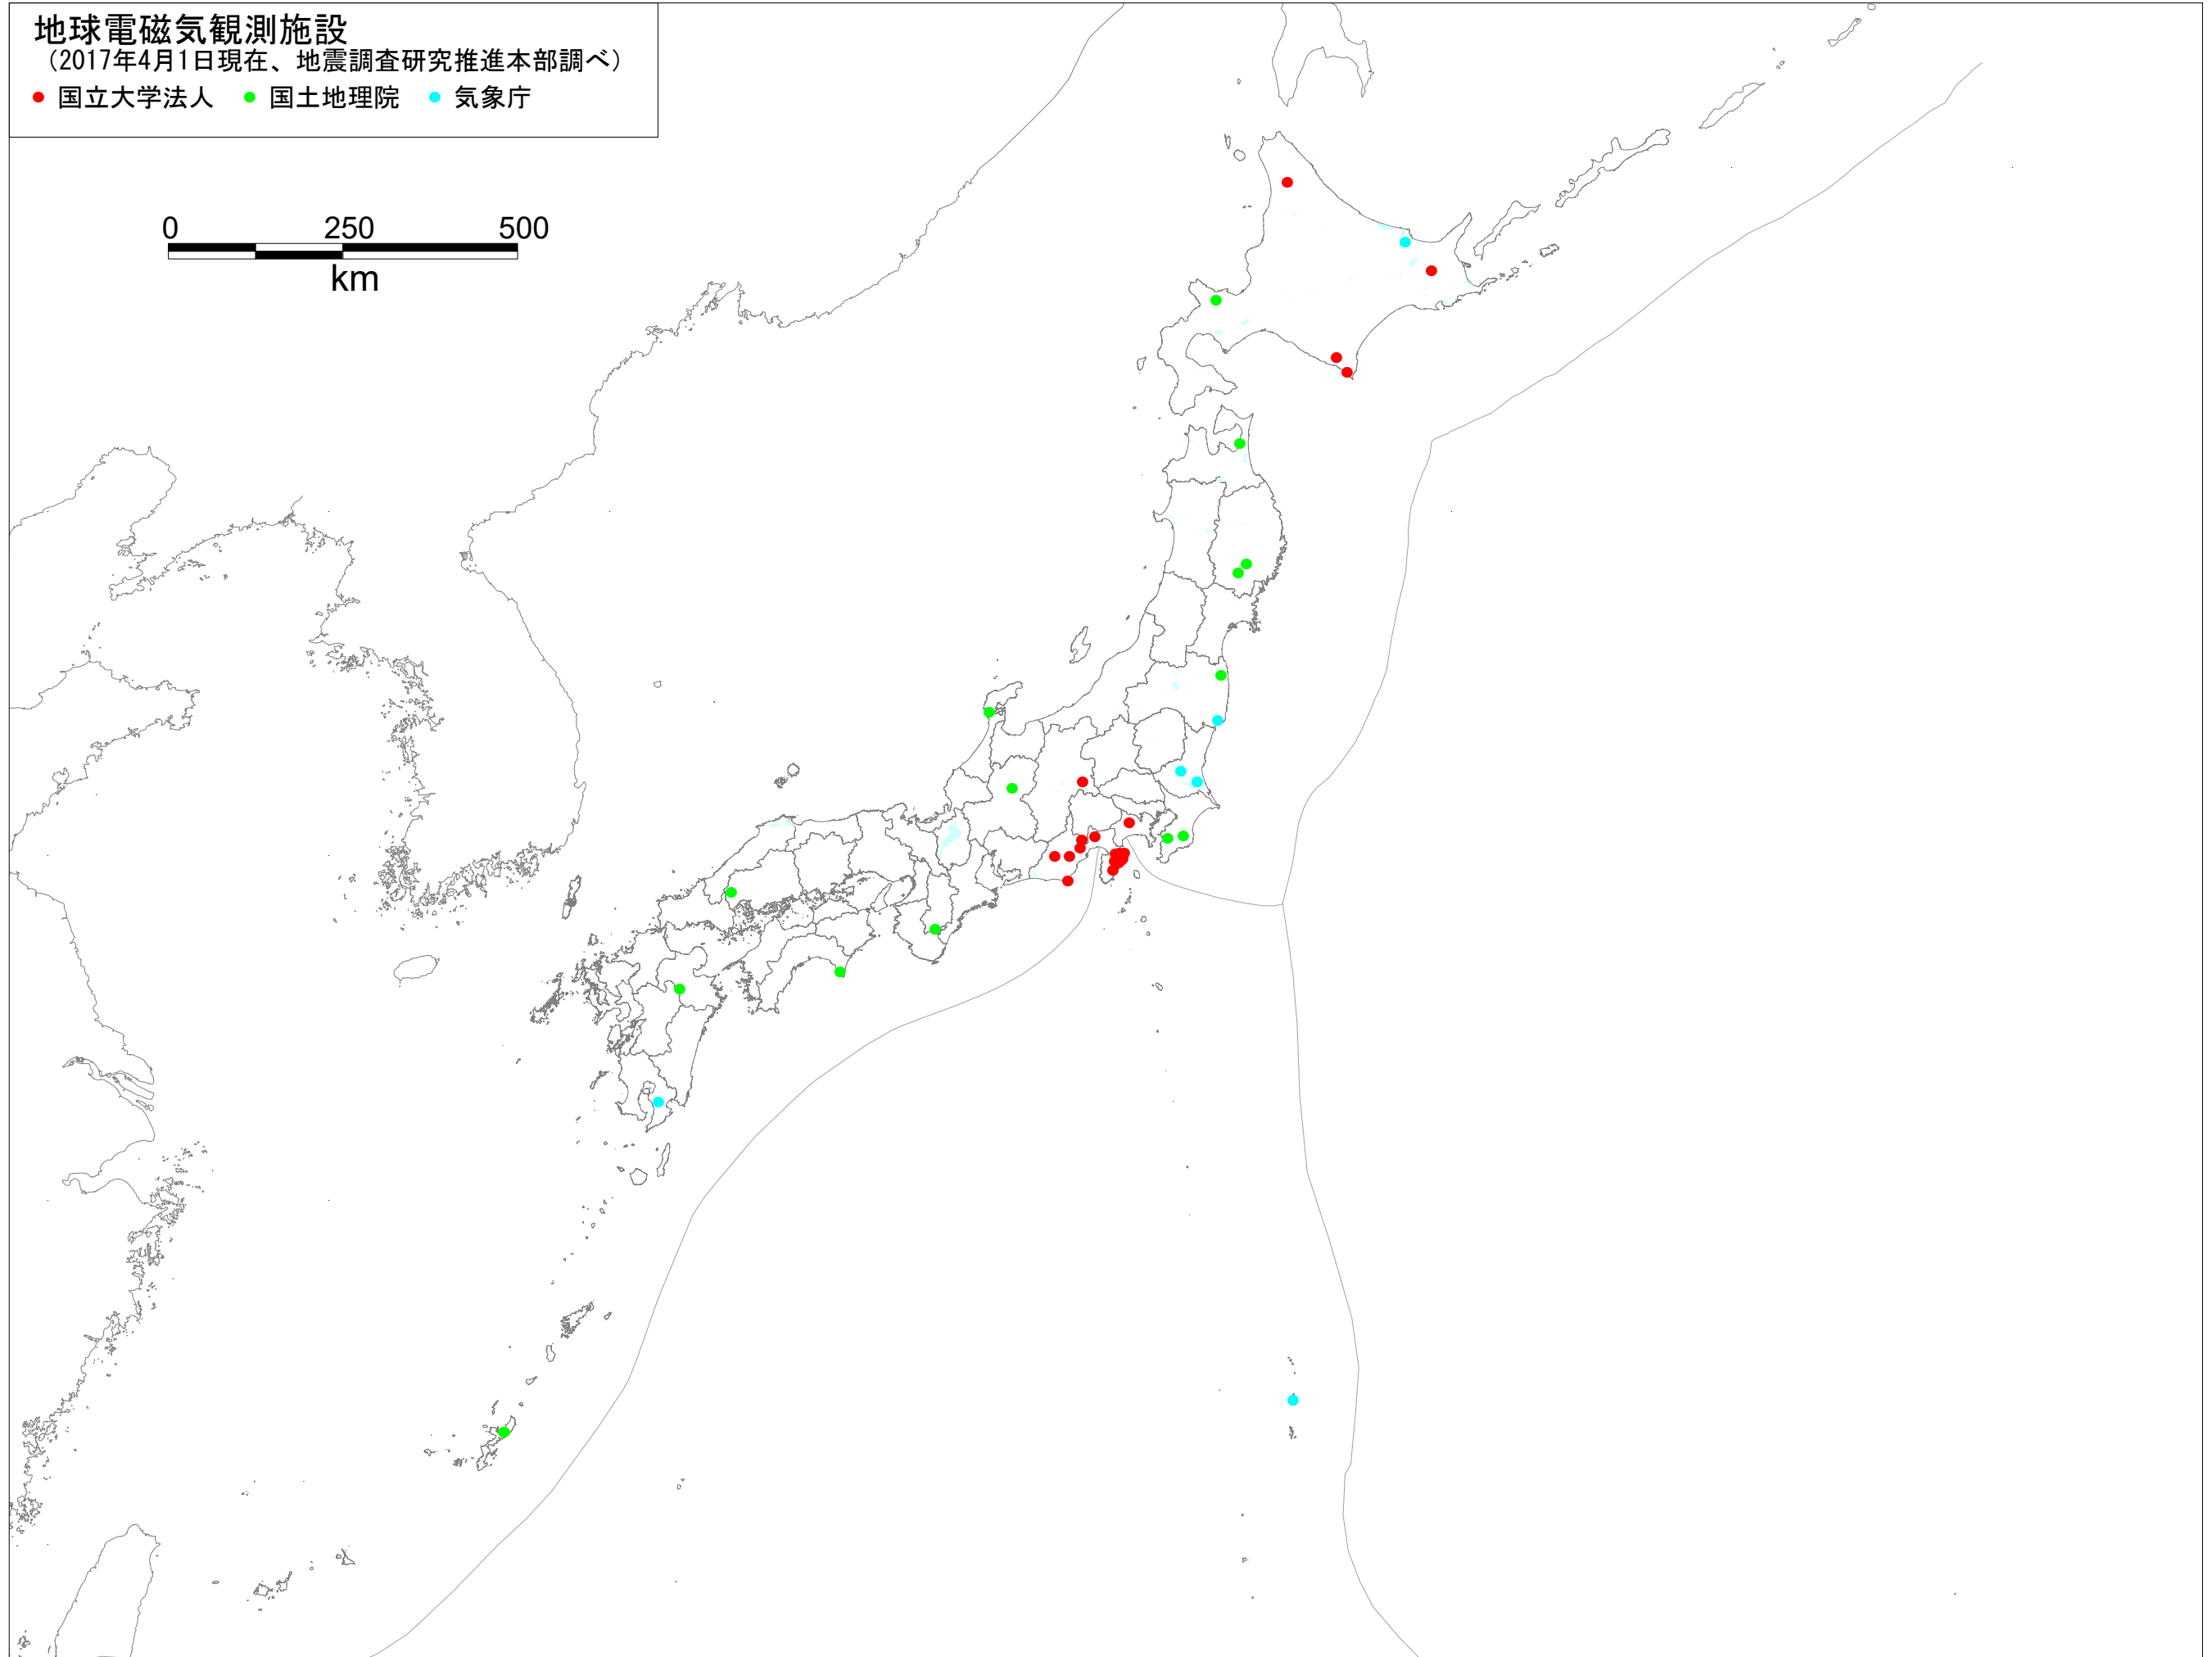 地球電磁気観測施設
（2017年4月1日現在、地震調査研究推進本部調べ）
国立大学法人 国土地理院 気象庁
0 250 500
km